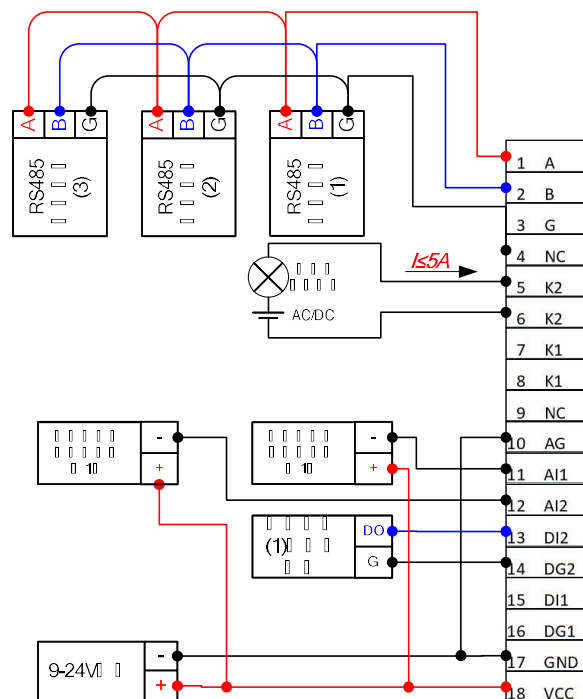 A B G
RS485
(3)
A B G
RS485
(2)
A B G
RS485
(1)
1 A
2 B
3 G
4 NC
5 K2
6 K2
7 K1
8 K1
9 NC
10 AG
11 AI1
12 AI2
13 DI2
14 DG2
15 DI1
16 DG1
17 GND
18 VCC
I≤5A
AC/DC
-
+
1
-
+
1
(1)
DO
G
9-24V
-
+